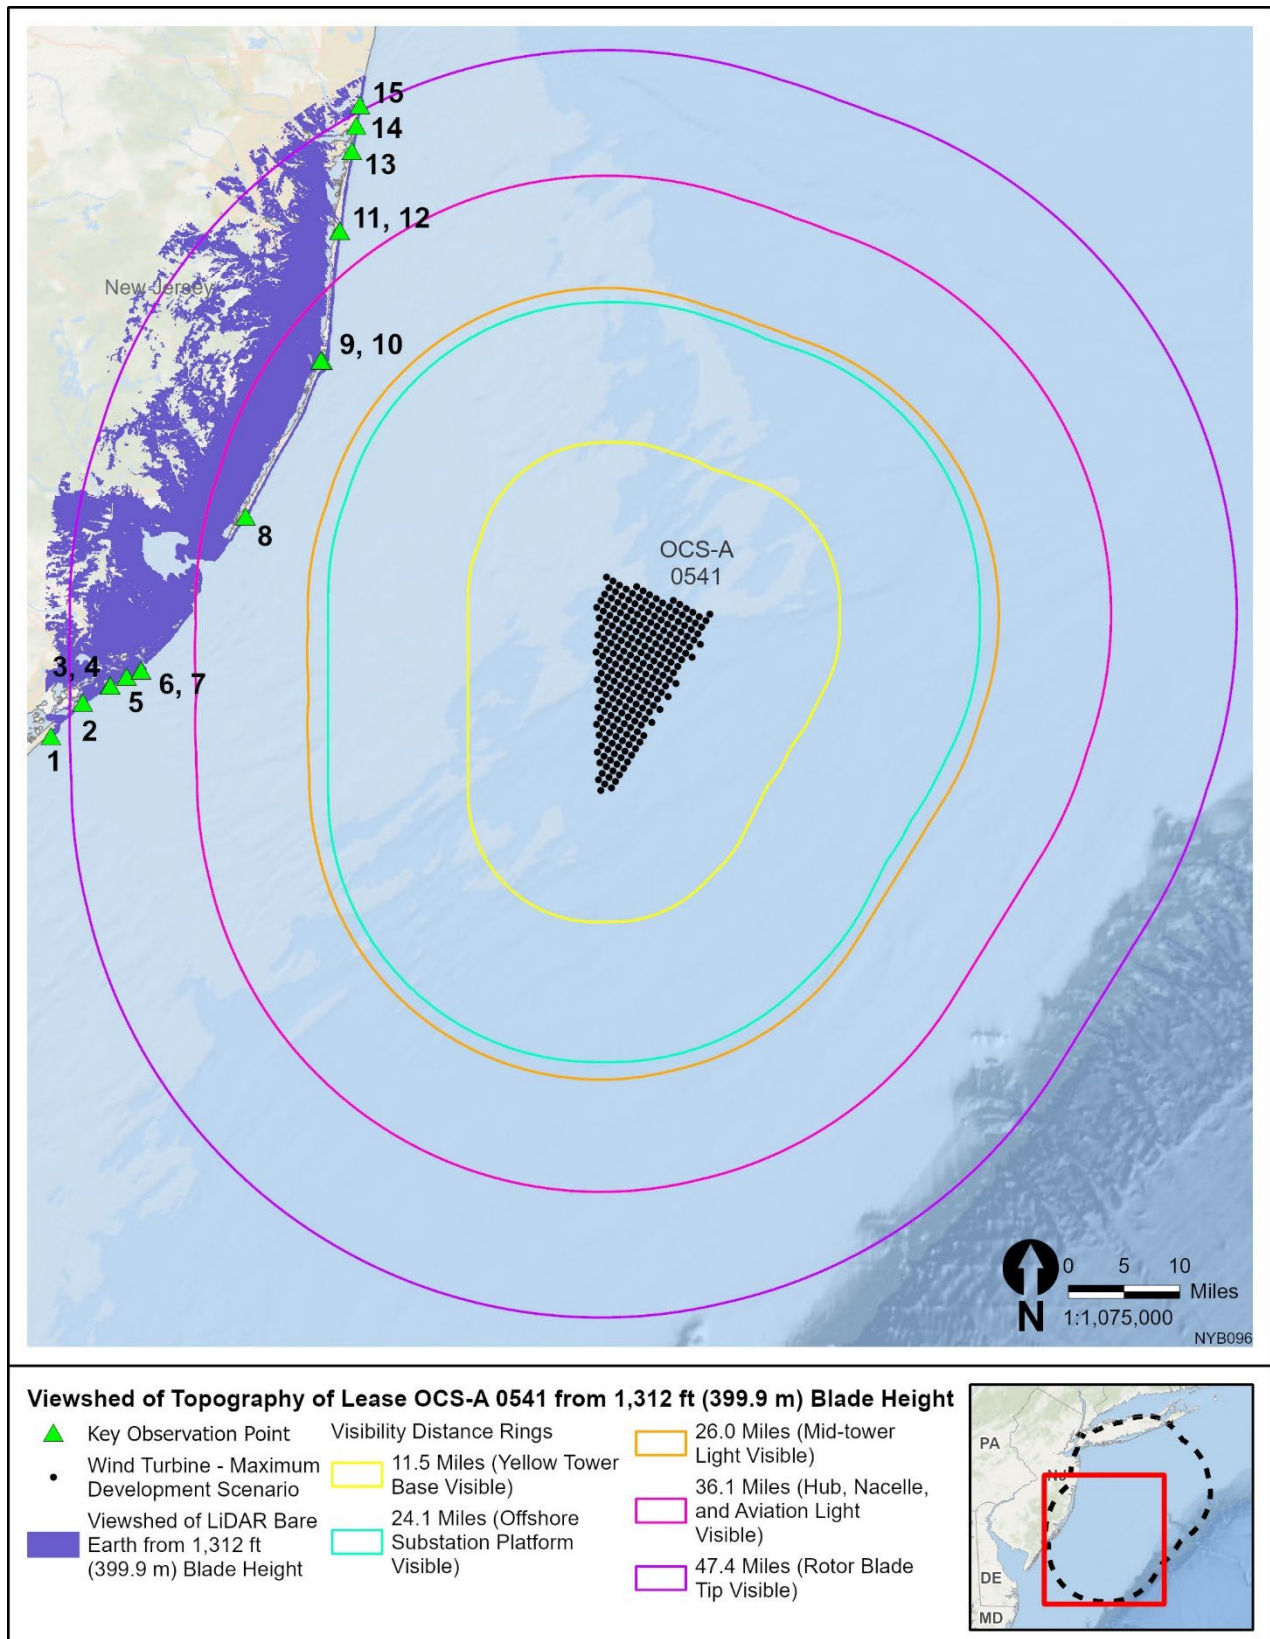 15
14
13
11, 12
New Jersey
9, 10
8
OCS-A
0541
3, 4
6, 7
5
2
1
0 5 10
Miles
1:1,075,000
N
NYB096
Viewshed of Topography of Lease OCS-A 0541 from 1,312 ft (399.9 m) Blade Height
Key Observation Point
Wind Turbine - Maximum
Development Scenario
Viewshed of LiDAR Bare
Earth from 1,312 ft
(399.9 m) Blade Height
Visibility Distance Rings
11.5 Miles (Yellow Tower
Base Visible)
24.1 Miles (Offshore
Substation Platform
Visible)
26.0 Miles (Mid-tower
Light Visible)
36.1 Miles (Hub, Nacelle,
and Aviation Light
Visible)
47.4 Miles (Rotor Blade
Tip Visible)
PA
NJ
DE
MD